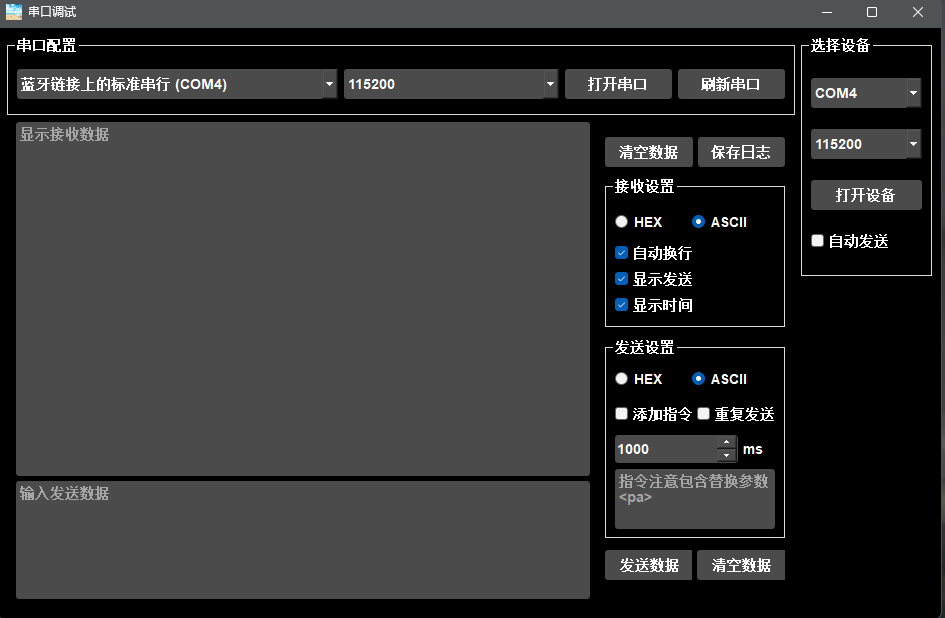 串口调试
串口配置
蓝牙链接上的标准串行 (COM4)
115200
打开串口
刷新串口
选择设备
COM4
115200
打开设备
自动发送
显示接收数据
清空数据
保存日志
接收设置
HEX
ASCII
自动换行
显示发送
显示时间
发送设置
HEX
ASCII
添加指令
重复发送
1000
ms
指令注意包含替换参数
<pa>
输入发送数据
发送数据
清空数据